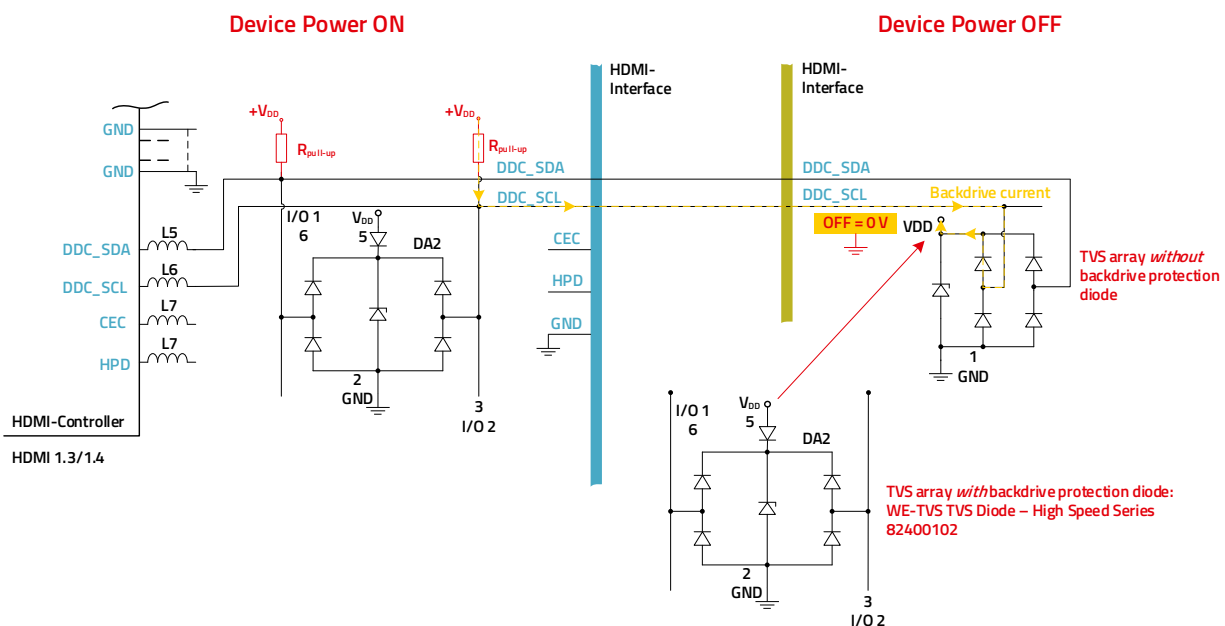 Device Power ON
Device Power OFF
HDMI-
Interface
HDMI-
Interface
+VDD
+VDD
GND
Rpull-up
Rpull-up
GND
DDC_SDA
DDC_SDA
DDC_SCL
DDC_SCL
Backdrive current
I/O 1
6
VDD
5
DA2
OFF = 0 V
VDD
L5
DDC_SDA
CEC
TVS array without
backdrive protection
diode
L6
DDC_SCL
HPD
L7
CEC
GND
L7
HPD
1
GND
2
GND
3
I/O 2
HDMI-Controller
HDMI 1.3/1.4
I/O 1
6
VDD
5
DA2
TVS array with backdrive protection diode:
WE-TVS TVS Diode – High Speed Series
82400102
2
GND
3
I/O 2